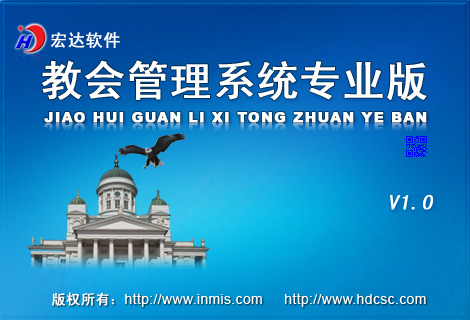 宏达软件
教会管理系统专业版
JIAO HUI GUAN LI XI TONG ZHUAN YE BAN
V1.0
版权所有：http://www.inmis.com http://www.hdcsc.com